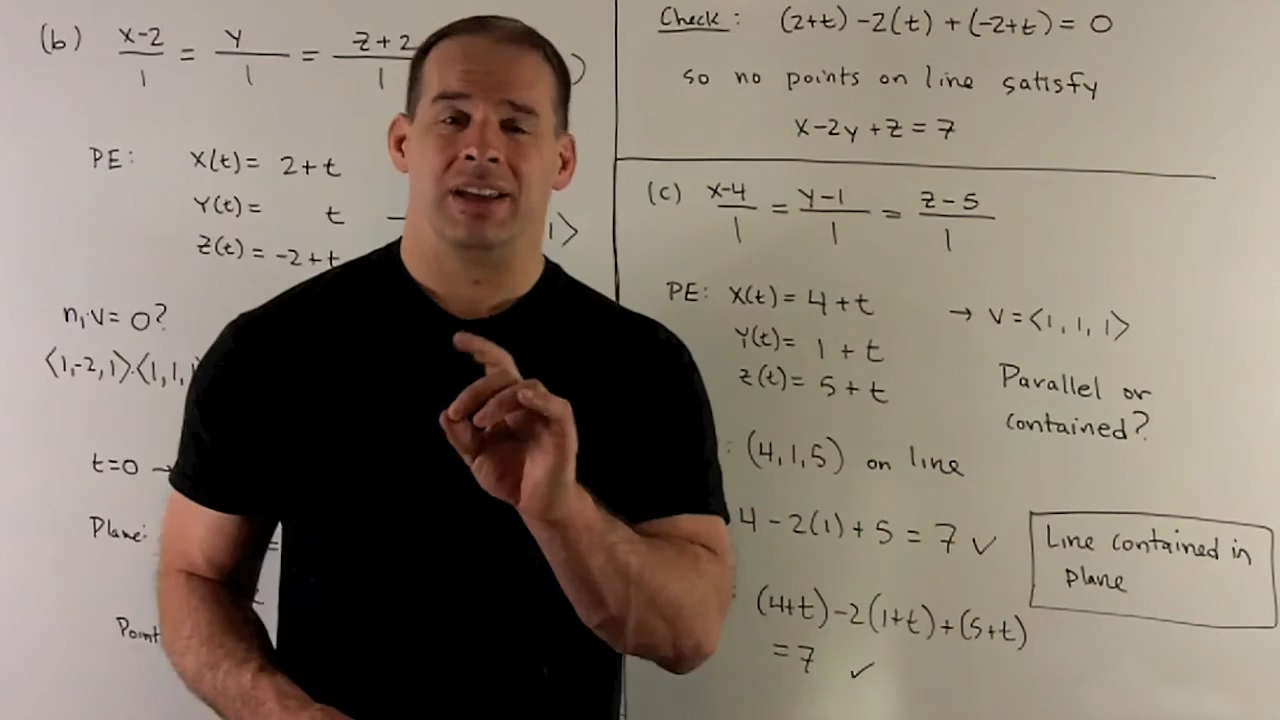 (b) x-2/1 = y/1 = z+2/1 )
PE: x(t) = 2+t
y(t) = t
z(t) = -2+t 1>
n·v = 0?
<1,-2,1>·<1,1,1
t=0 →
Plane: =
Point
Check: (2+t) -2(t) + (-2+t) = 0
so no points on line satisfy
x-2y+z = 7
(c) x-4/1 = y-1/1 = z-5/1
PE: x(t) = 4+t → v = <1, 1, 1>
y(t) = 1+t
z(t) = 5+t
Parallel or
contained?
: (4,1,5) on line
4 - 2(1) + 5 = 7 ✓
Line contained in
plane
: (4+t) -2(1+t) + (5+t)
= 7 ✓